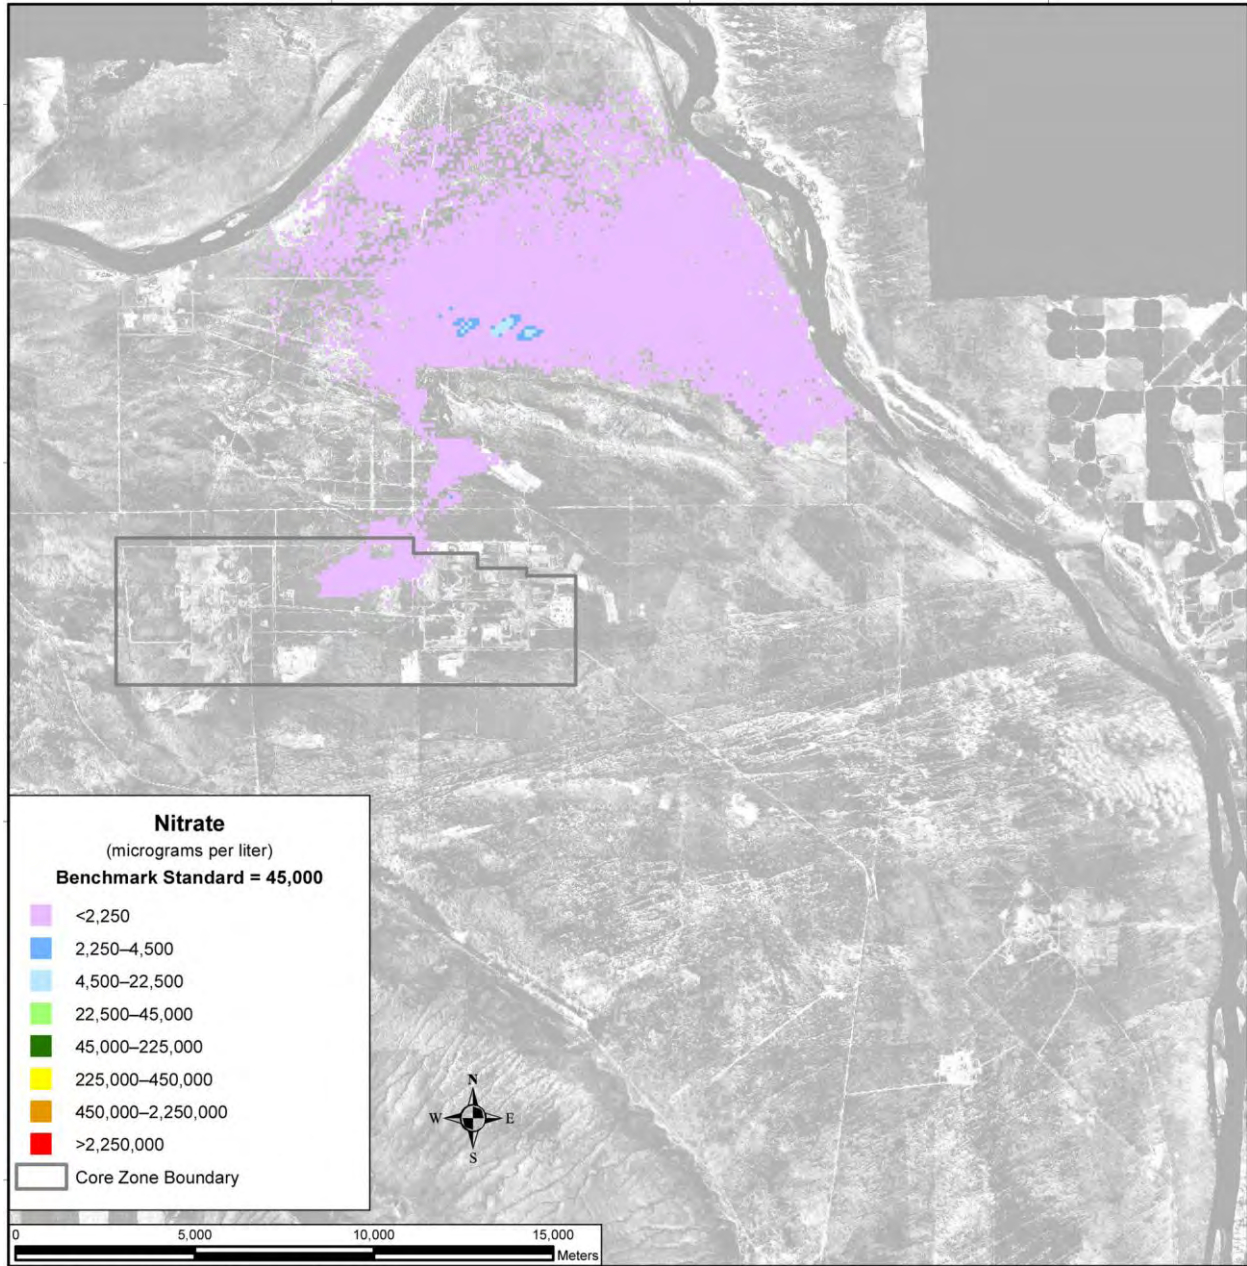 Nitrate
(micrograms per liter)
Benchmark Standard = 45,000
<2,250
2,250–4,500
4,500–22,500
22,500–45,000
45,000–225,000
225,000–450,000
450,000–2,250,000
>2,250,000
Core Zone Boundary
N
W E
S
0 5,000 10,000 15,000
Meters